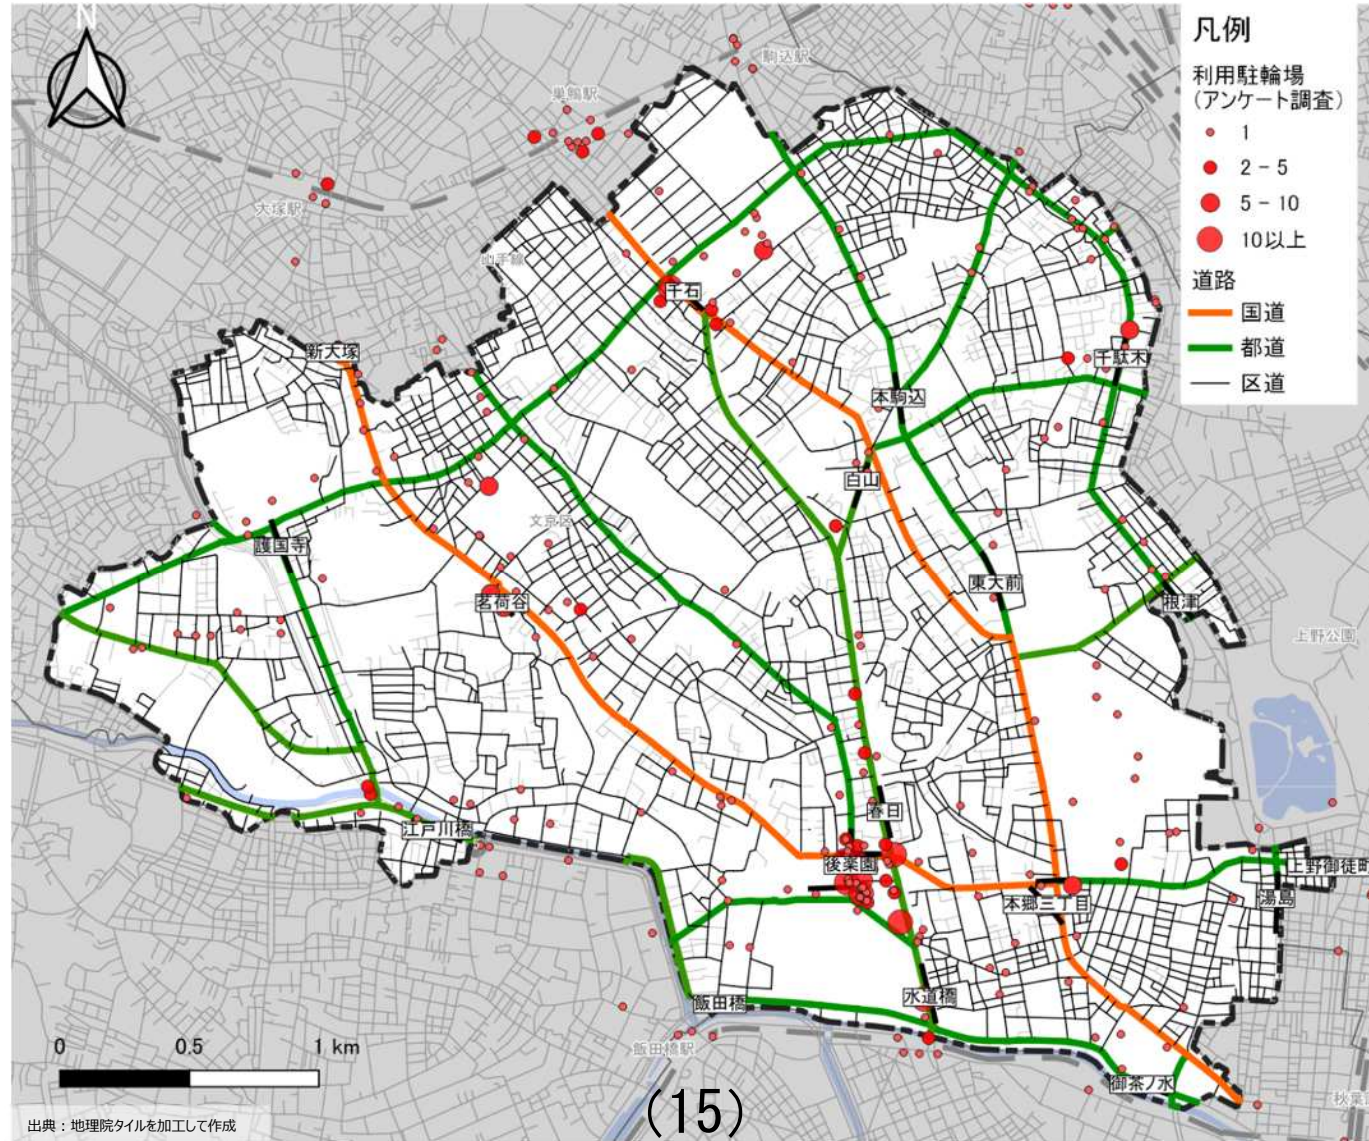 N
凡例
利用駐輪場
（アンケート調査）
1
2 - 5
5 - 10
10以上
道路
国道
都道
区道
駒込駅
巣鴨駅
大塚駅
山手線
千石
新大塚
千駄木
本駒込
白山
文京区
護国寺
茗荷谷
東大前
根津
上野公園
春日
江戸川橋
後楽園
上野御徒町
本郷三丁目
湯島
飯田橋
水道橋
飯田橋駅
御茶ノ水
0 0.5 1 km
(15)
出典：地理院タイルを加工して作成